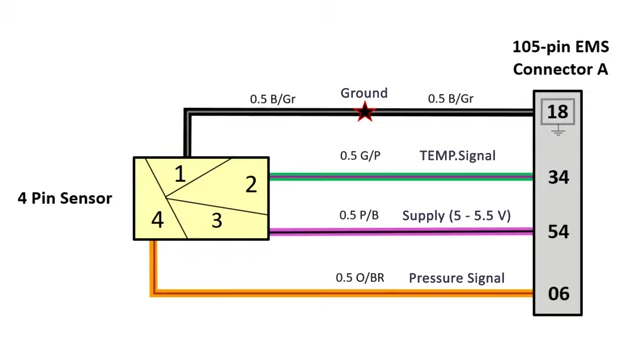 105-pin EMS
Connector A
Ground
0.5 B/Gr 0.5 B/Gr
18
1
0.5 G/P TEMP.Signal
2 34
4 Pin Sensor
4 3
0.5 P/B Supply (5 - 5.5 V)
54
0.5 O/BR Pressure Signal
06